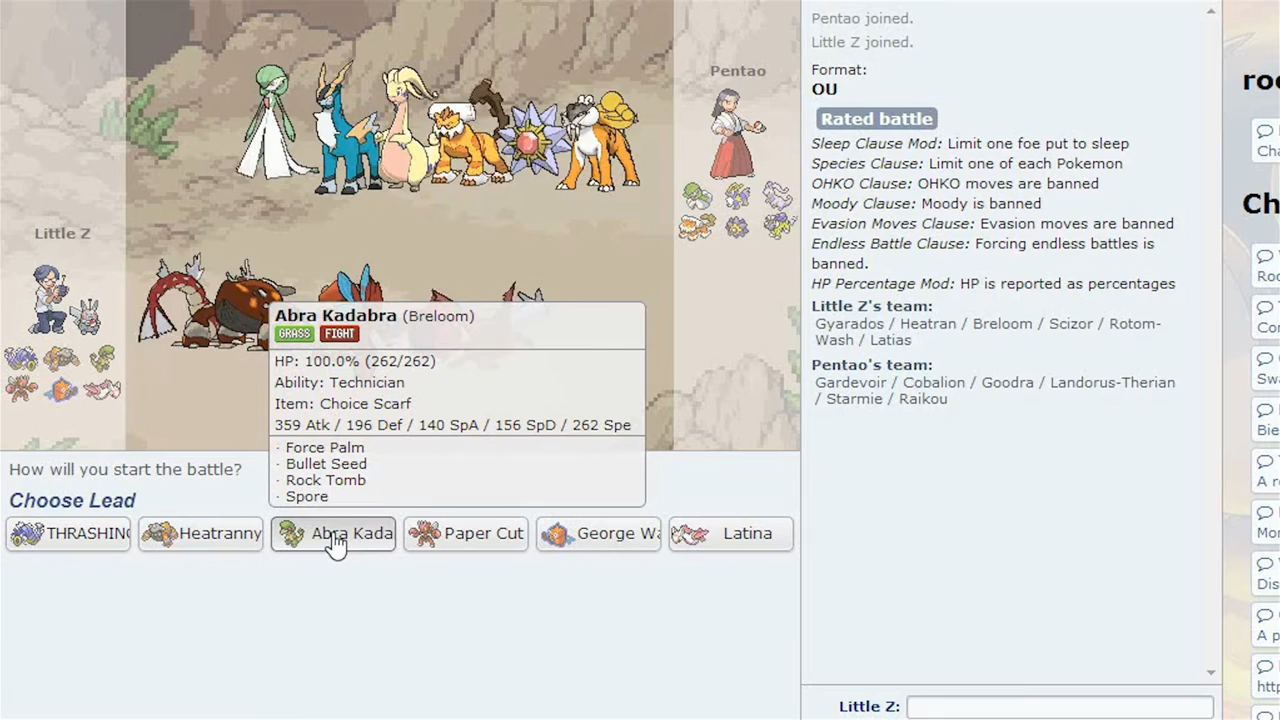 Pentao
Little Z
Abra Kadabra (Breloom)
GRASS FIGHT
HP: 100.0% (262/262)
Ability: Technician
Item: Choice Scarf
359 Atk / 196 Def / 140 SpA / 156 SpD / 262 Spe
· Force Palm
· Bullet Seed
· Rock Tomb
· Spore
How will you start the battle?
Choose Lead
THRASHING Heatranny Abra Kada Paper Cut George Wa Latina
Pentao joined.
Little Z joined.
Format:
OU
Rated battle
Sleep Clause Mod: Limit one foe put to sleep
Species Clause: Limit one of each Pokemon
OHKO Clause: OHKO moves are banned
Moody Clause: Moody is banned
Evasion Moves Clause: Evasion moves are banned
Endless Battle Clause: Forcing endless battles is
banned.
HP Percentage Mod: HP is reported as percentages
Little Z's team:
Gyarados / Heatran / Breloom / Scizor / Rotom-
Wash / Latias
Pentao's team:
Gardevoir / Cobalion / Goodra / Landorus-Therian
/ Starmie / Raikou
Little Z: